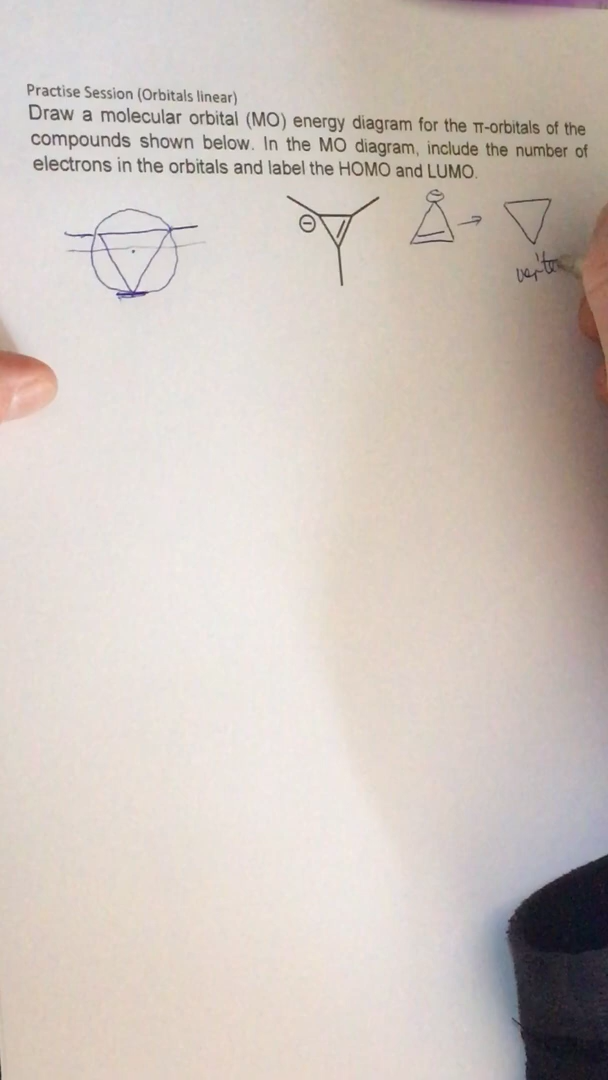 Practise Session (Orbitals linear)
Draw a molecular orbital (MO) energy diagram for the π-orbitals of the
compounds shown below. In the MO diagram, include the number of
electrons in the orbitals and label the HOMO and LUMO.